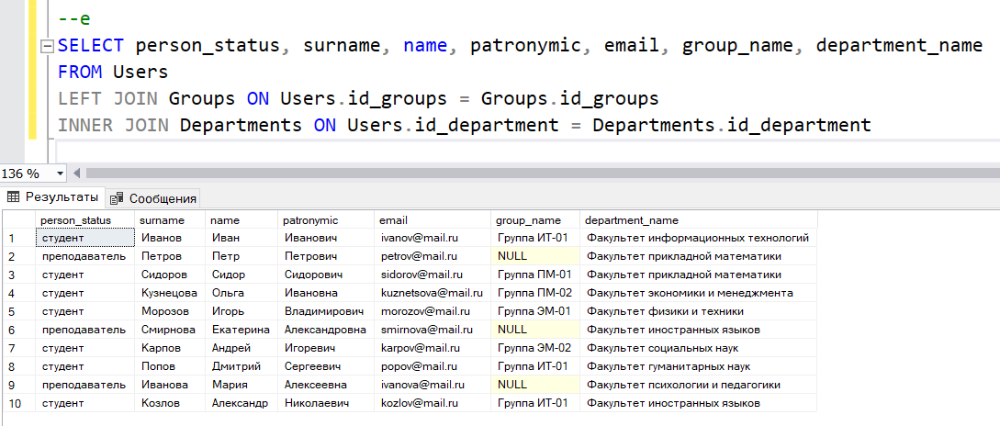 --e
SELECT person_status, surname, name, patronymic, email, group_name, department_name
FROM Users
LEFT JOIN Groups ON Users.id_groups = Groups.id_groups
INNER JOIN Departments ON Users.id_department = Departments.id_department
136 %
Результаты Сообщения
person_status surname name patronymic email group_name department_name
1 студент Иванов Иван Иванович ivanov@mail.ru Группа ИТ-01 Факультет информационных технологий
2 преподаватель Петров Петр Петрович petrov@mail.ru NULL Факультет прикладной математики
3 студент Сидоров Сидор Сидорович sidorov@mail.ru Группа ПМ-01 Факультет прикладной математики
4 студент Кузнецова Ольга Ивановна kuznetsova@mail.ru Группа ПМ-02 Факультет экономики и менеджмента
5 студент Морозов Игорь Владимирович morozov@mail.ru Группа ЭМ-01 Факультет физики и техники
6 преподаватель Смирнова Екатерина Александровна smirnova@mail.ru NULL Факультет иностранных языков
7 студент Карпов Андрей Игоревич karpov@mail.ru Группа ЭМ-02 Факультет социальных наук
8 студент Попов Дмитрий Сергеевич popov@mail.ru Группа ИТ-01 Факультет гуманитарных наук
9 преподаватель Иванова Мария Алексеевна ivanova@mail.ru NULL Факультет психологии и педагогики
10 студент Козлов Александр Николаевич kozlov@mail.ru Группа ИТ-01 Факультет иностранных языков